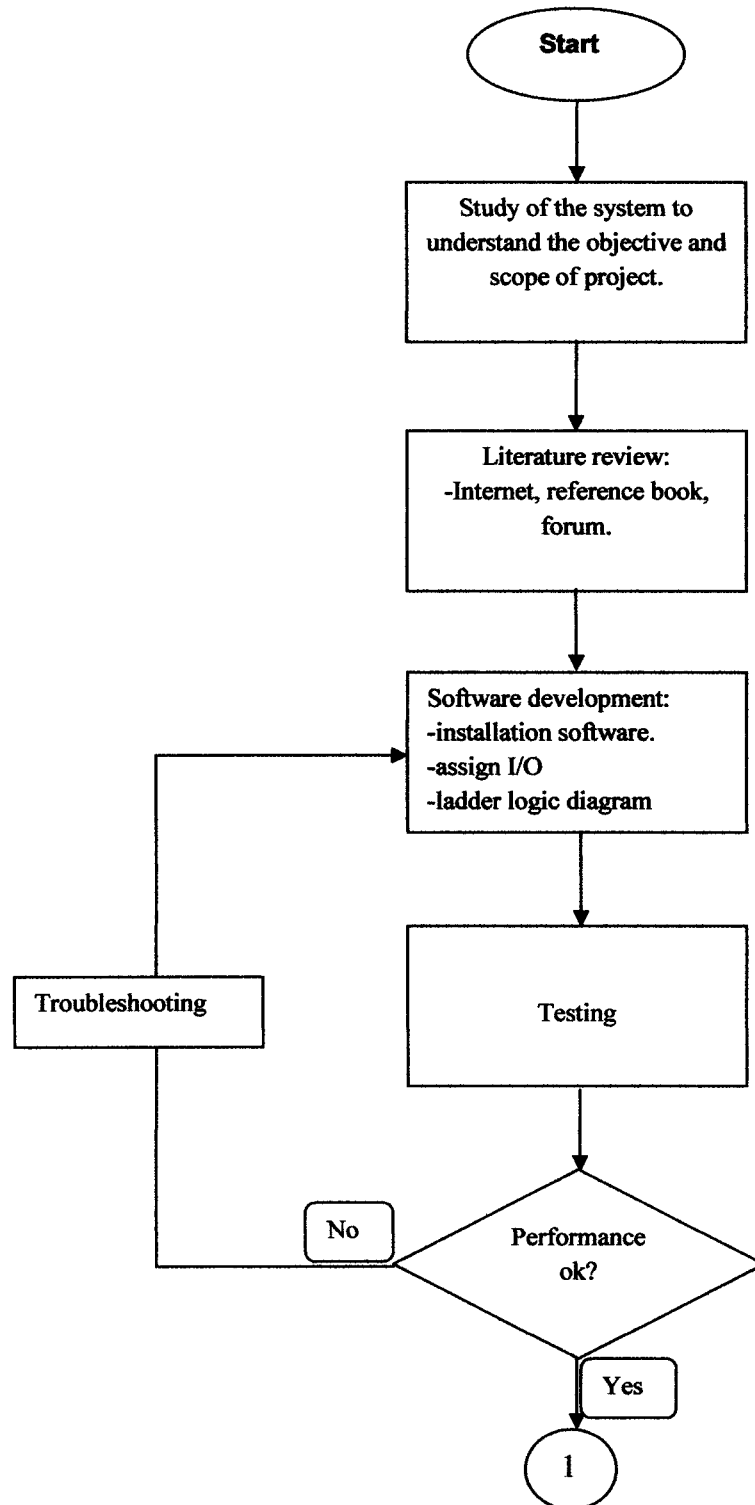 Start
Study of the system to
understand the objective and
scope of project.
Literature review:
-Internet, reference book,
forum.
Software development:
-installation software.
-assign I/O
-ladder logic diagram
Troubleshooting
Testing
No
Performance
ok?
Yes
1